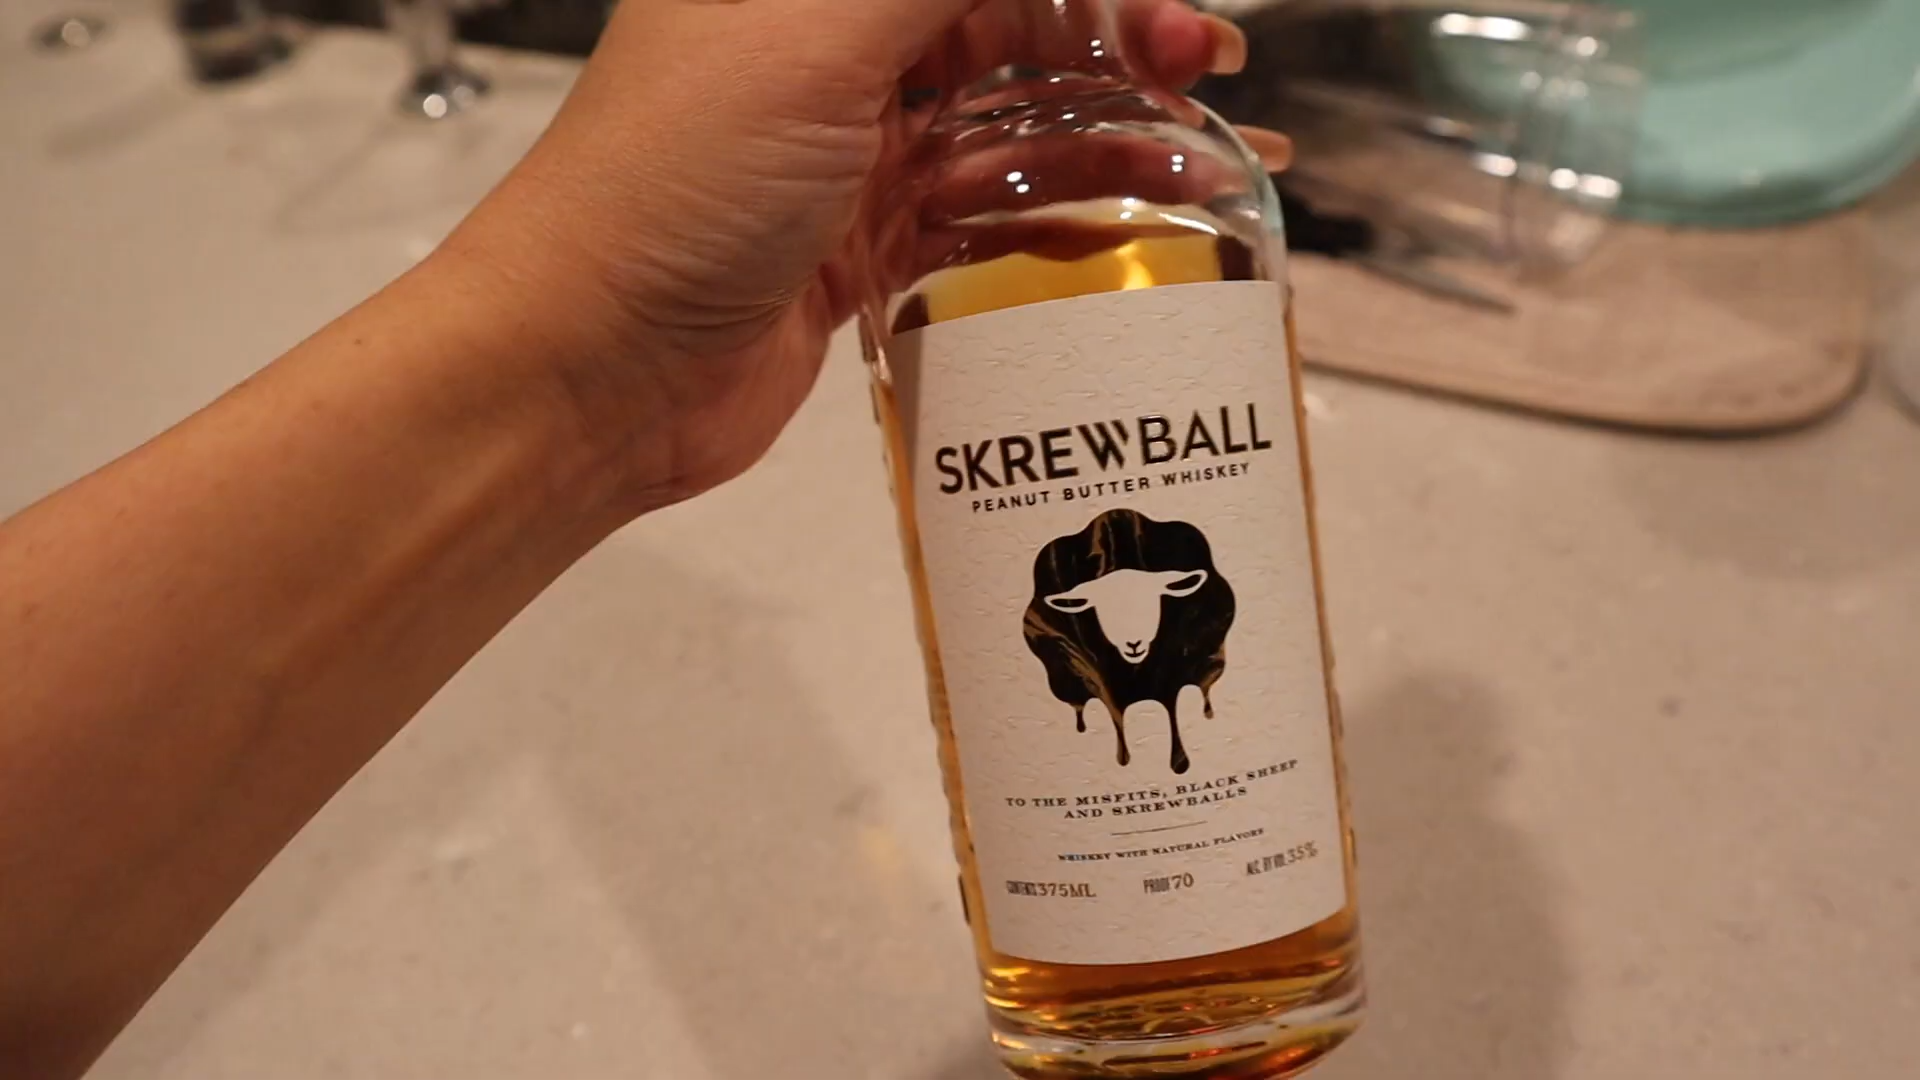 SKREWBALL
PEANUT BUTTER WHISKEY
TO THE MISFITS, BLACK SHEEP
AND SKREWBALLS
WHISKEY WITH NATURAL FLAVORS
CONTENTS 375ML PROOF 70 ALC. BY VOL. 35%